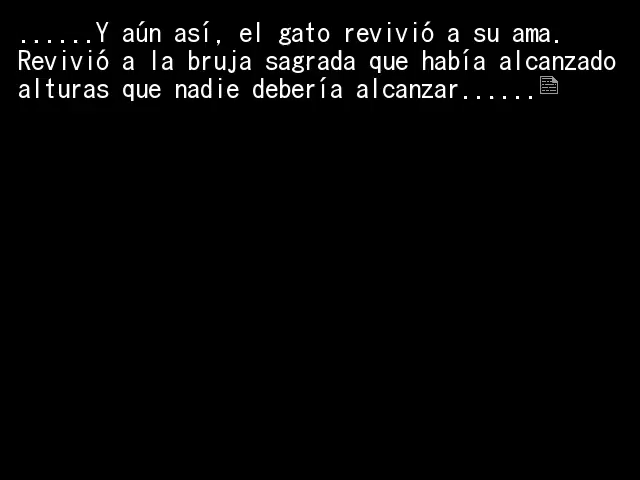 ......Y aún así, el gato revivió a su ama.
Revivió a la bruja sagrada que había alcanzado
alturas que nadie debería alcanzar......